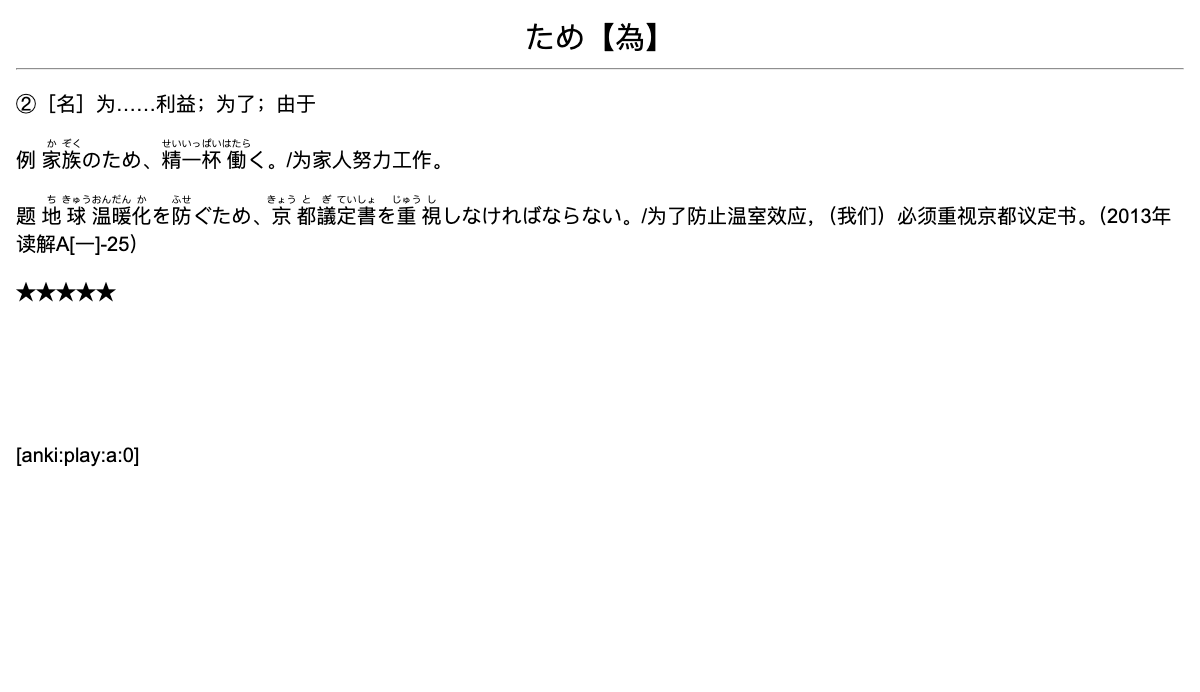 ため【為】
②［名］为……利益；为了；由于
か ぞく せいいっぱいはたら
例 家族のため、精一杯 働く。/为家人努力工作。
ち きゅうおんだん か ふせ きょう と ぎ ていしょ じゅう し
题 地 球 温暖化を防ぐため、京 都議定書を重 視しなければならない。/为了防止温室效应，（我们）必须重视京都议定书。（2013年
读解A[一]-25）
★★★★★
[anki:play:a:0]